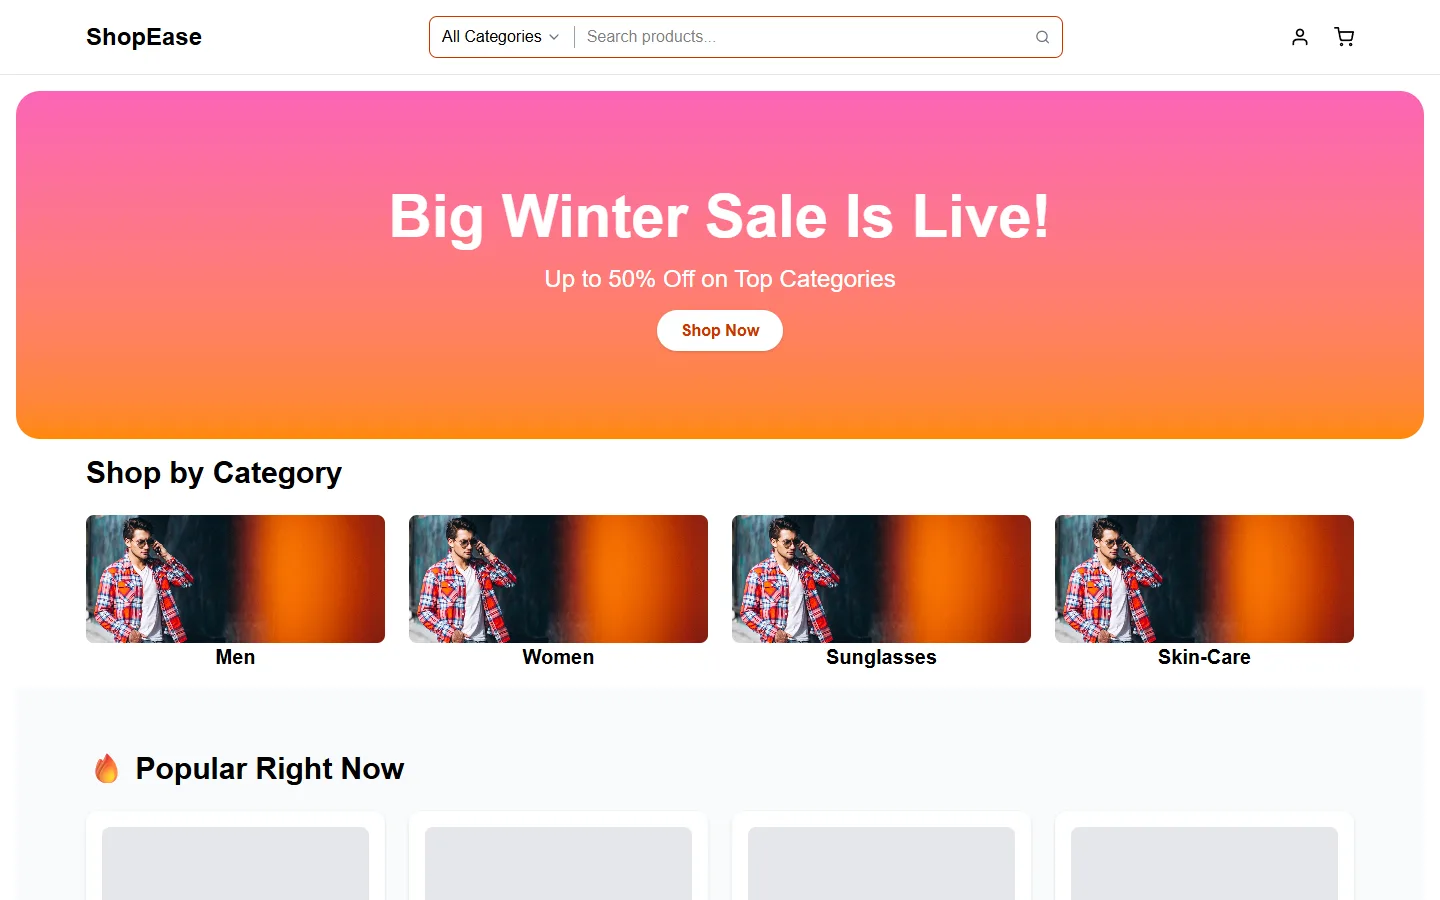 ShopEase
All Categories
Search products...
Big Winter Sale Is Live!
Up to 50% Off on Top Categories
Shop Now
Shop by Category
Men
Women
Sunglasses
Skin-Care
Popular Right Now